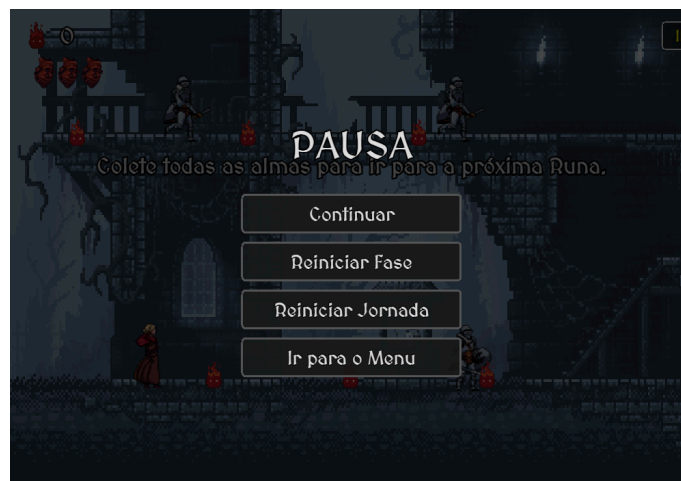 0
PAUSA
Colete todas as almas para ir para a próxima Runa.
Continuar
Reiniciar Fase
Reiniciar Jornada
Ir para o Menu